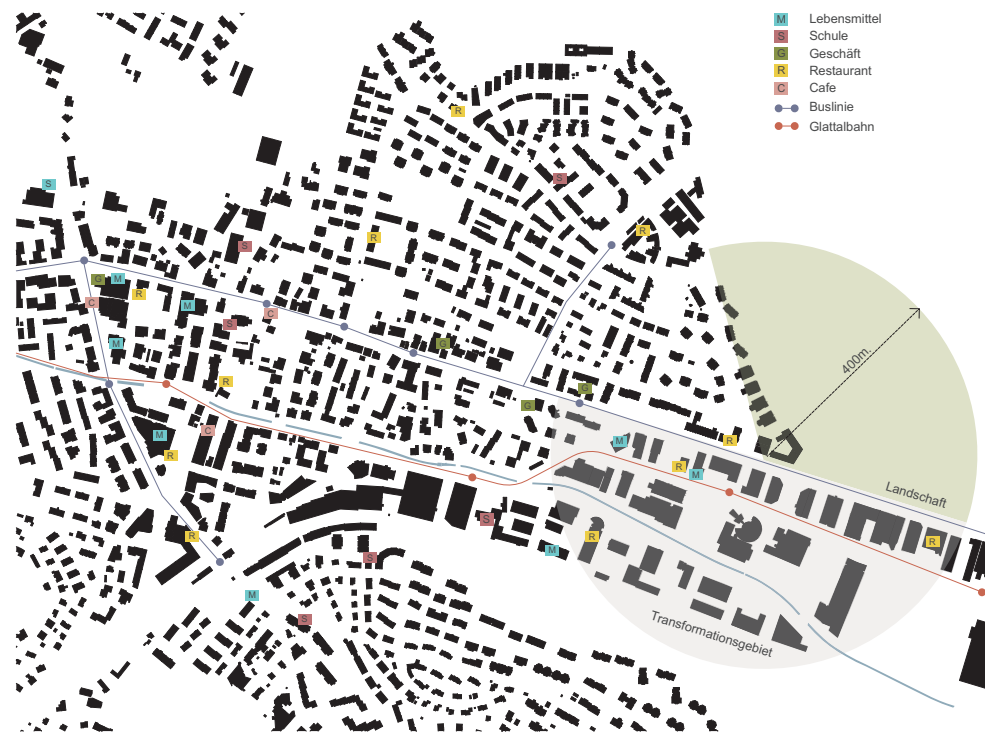 M Lebensmittel
S Schule
G Geschäft
R Restaurant
C Cafe
Buslinie
Glattalbahn
R
S
S
R
R
S
G M
R
C
M
C
S
M
G
400m.
R
G
G
C
M
R
M
R
R
M
Landschaft
S
R
R
R
M
S
M
S
Transformationsgebiet